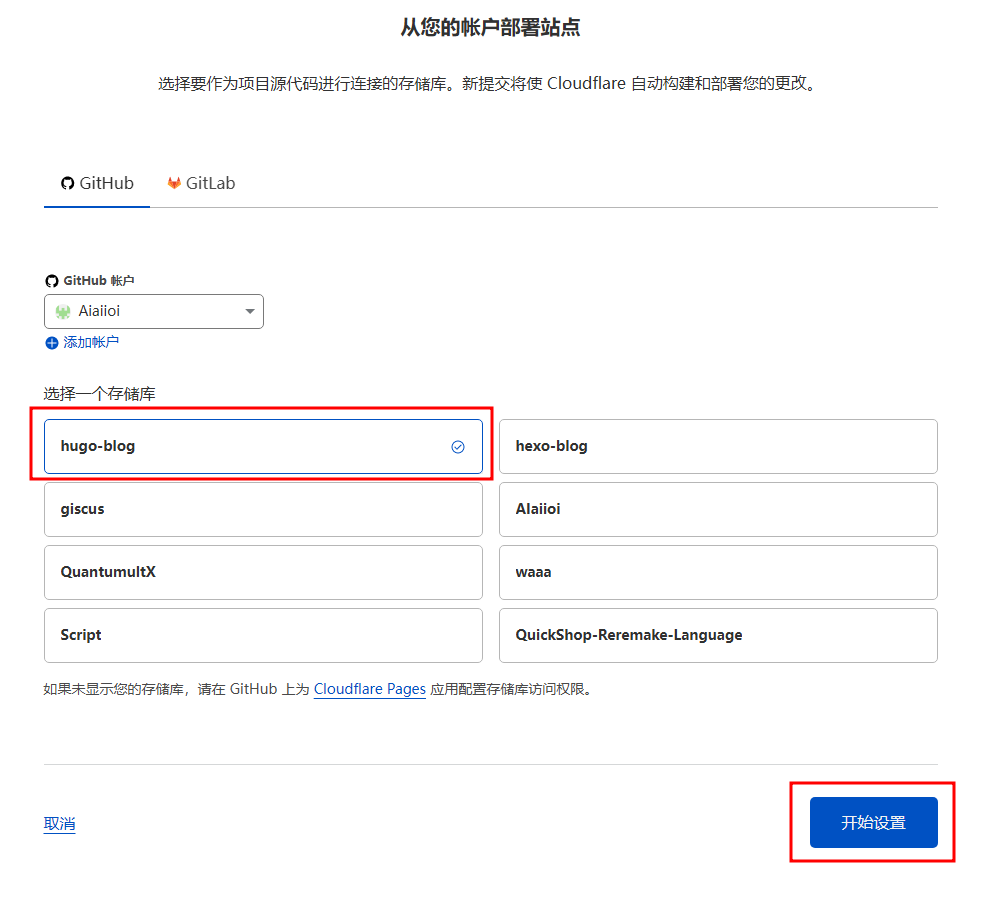 从您的帐户部署站点
选择要作为项目源代码进行连接的存储库。新提交将使 Cloudflare 自动构建和部署您的更改。
GitHub GitLab
GitHub 帐户
Aiaiioi
添加帐户
选择一个存储库
hugo-blog hexo-blog
giscus AIaiioi
QuantumultX waaa
Script QuickShop-Reremake-Language
如果未显示您的存储库，请在 GitHub 上为 Cloudflare Pages 应用配置存储库访问权限。
取消 开始设置